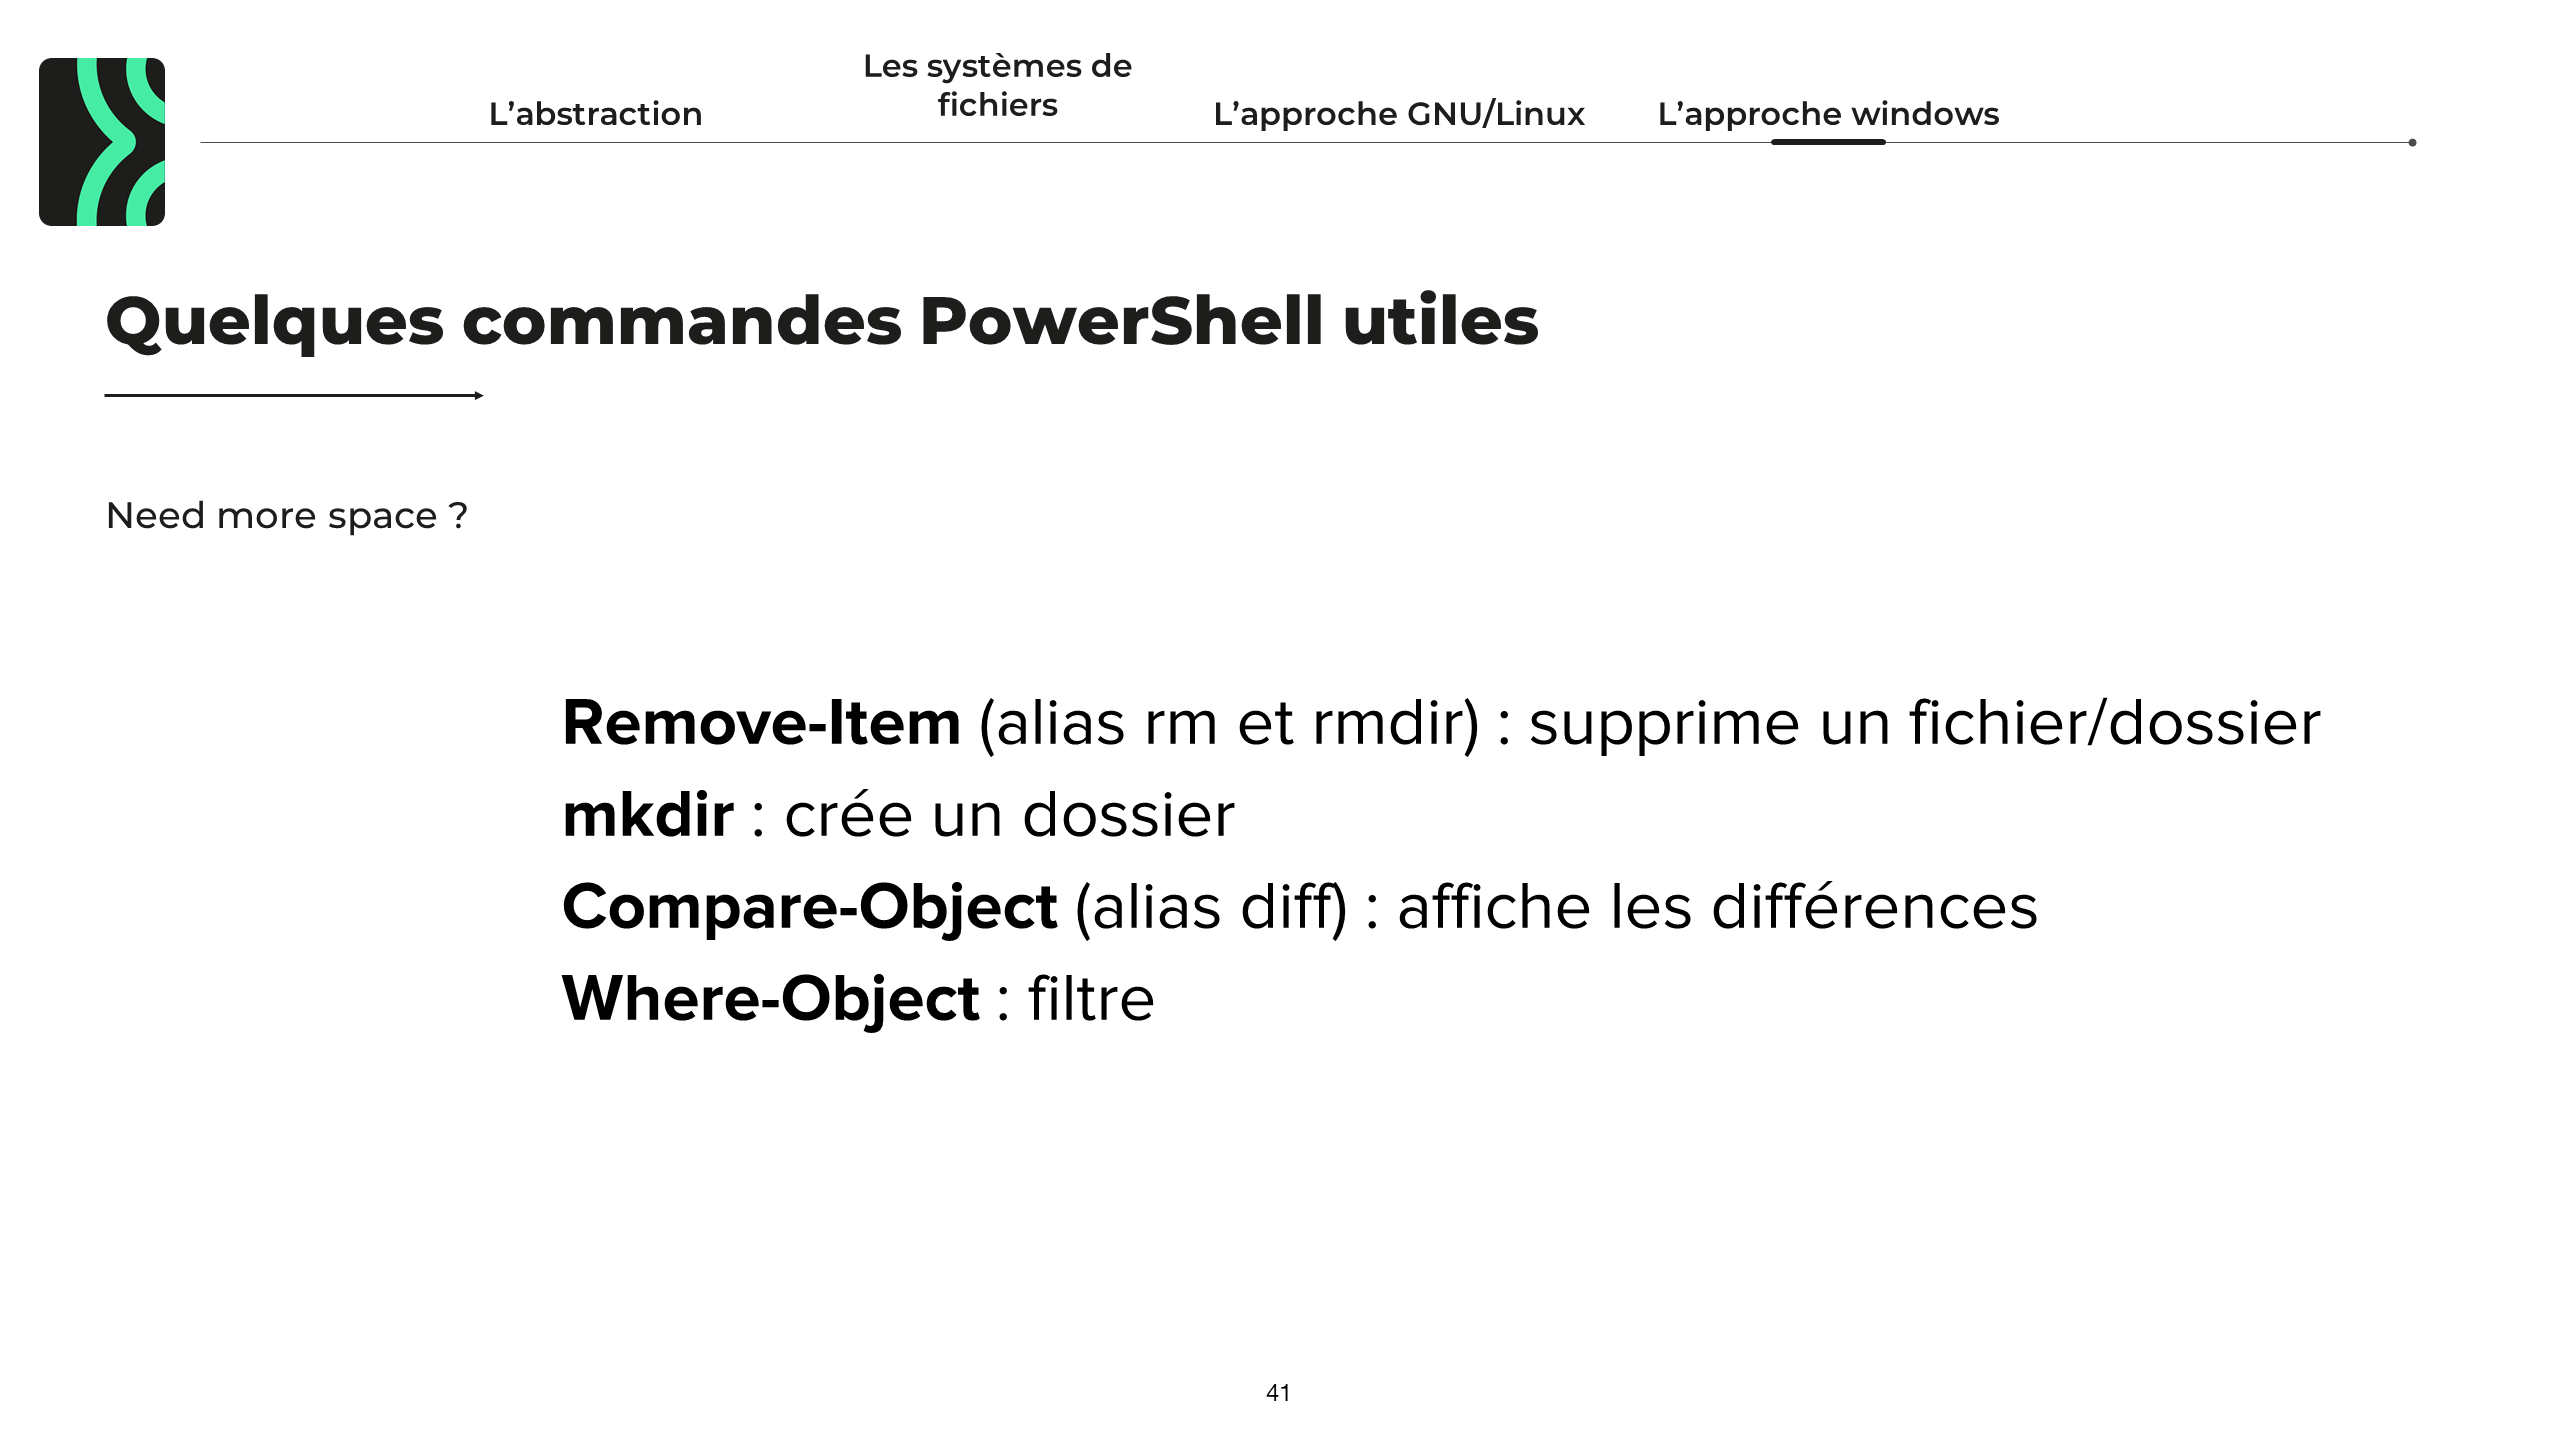 L’abstraction
Les systèmes de
fichiers
L’approche GNU/Linux
L’approche windows
Quelques commandes PowerShell utiles
Need more space ?
Remove-Item (alias rm et rmdir) : supprime un fichier/dossier
mkdir : crée un dossier
Compare-Object (alias diff) : affiche les différences
Where-Object : filtre
41